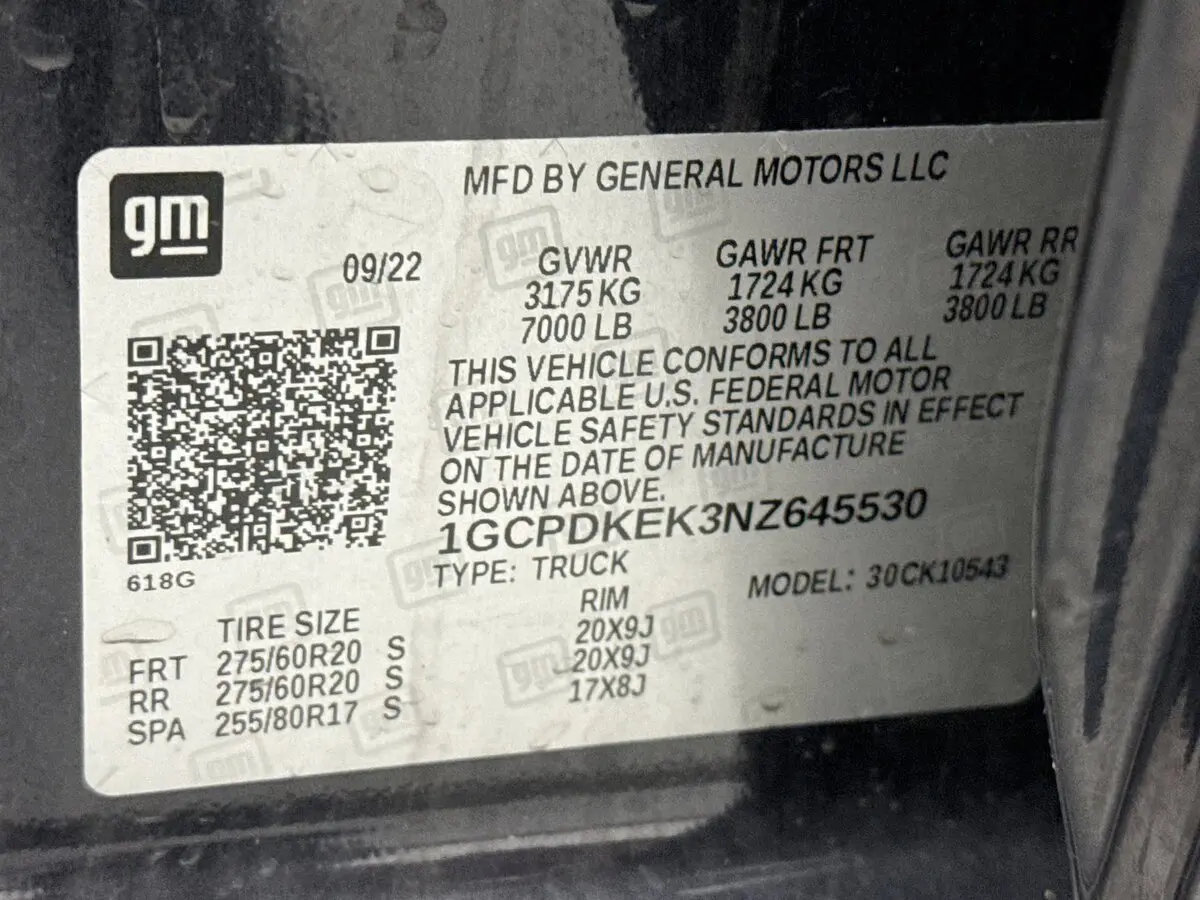 gm
MFD BY GENERAL MOTORS LLC
09/22
GVWR GAWR FRT GAWR RR
3175 KG 1724 KG 1724 KG
7000 LB 3800 LB 3800 LB
THIS VEHICLE CONFORMS TO ALL
APPLICABLE U.S. FEDERAL MOTOR
VEHICLE SAFETY STANDARDS IN EFFECT
ON THE DATE OF MANUFACTURE
SHOWN ABOVE.
1GCPDKEK3NZ645530
618G
TYPE: TRUCK MODEL: 30CK10543
TIRE SIZE RIM
FRT 275/60R20 S 20X9J
RR 275/60R20 S 20X9J
SPA 255/80R17 S 17X8J